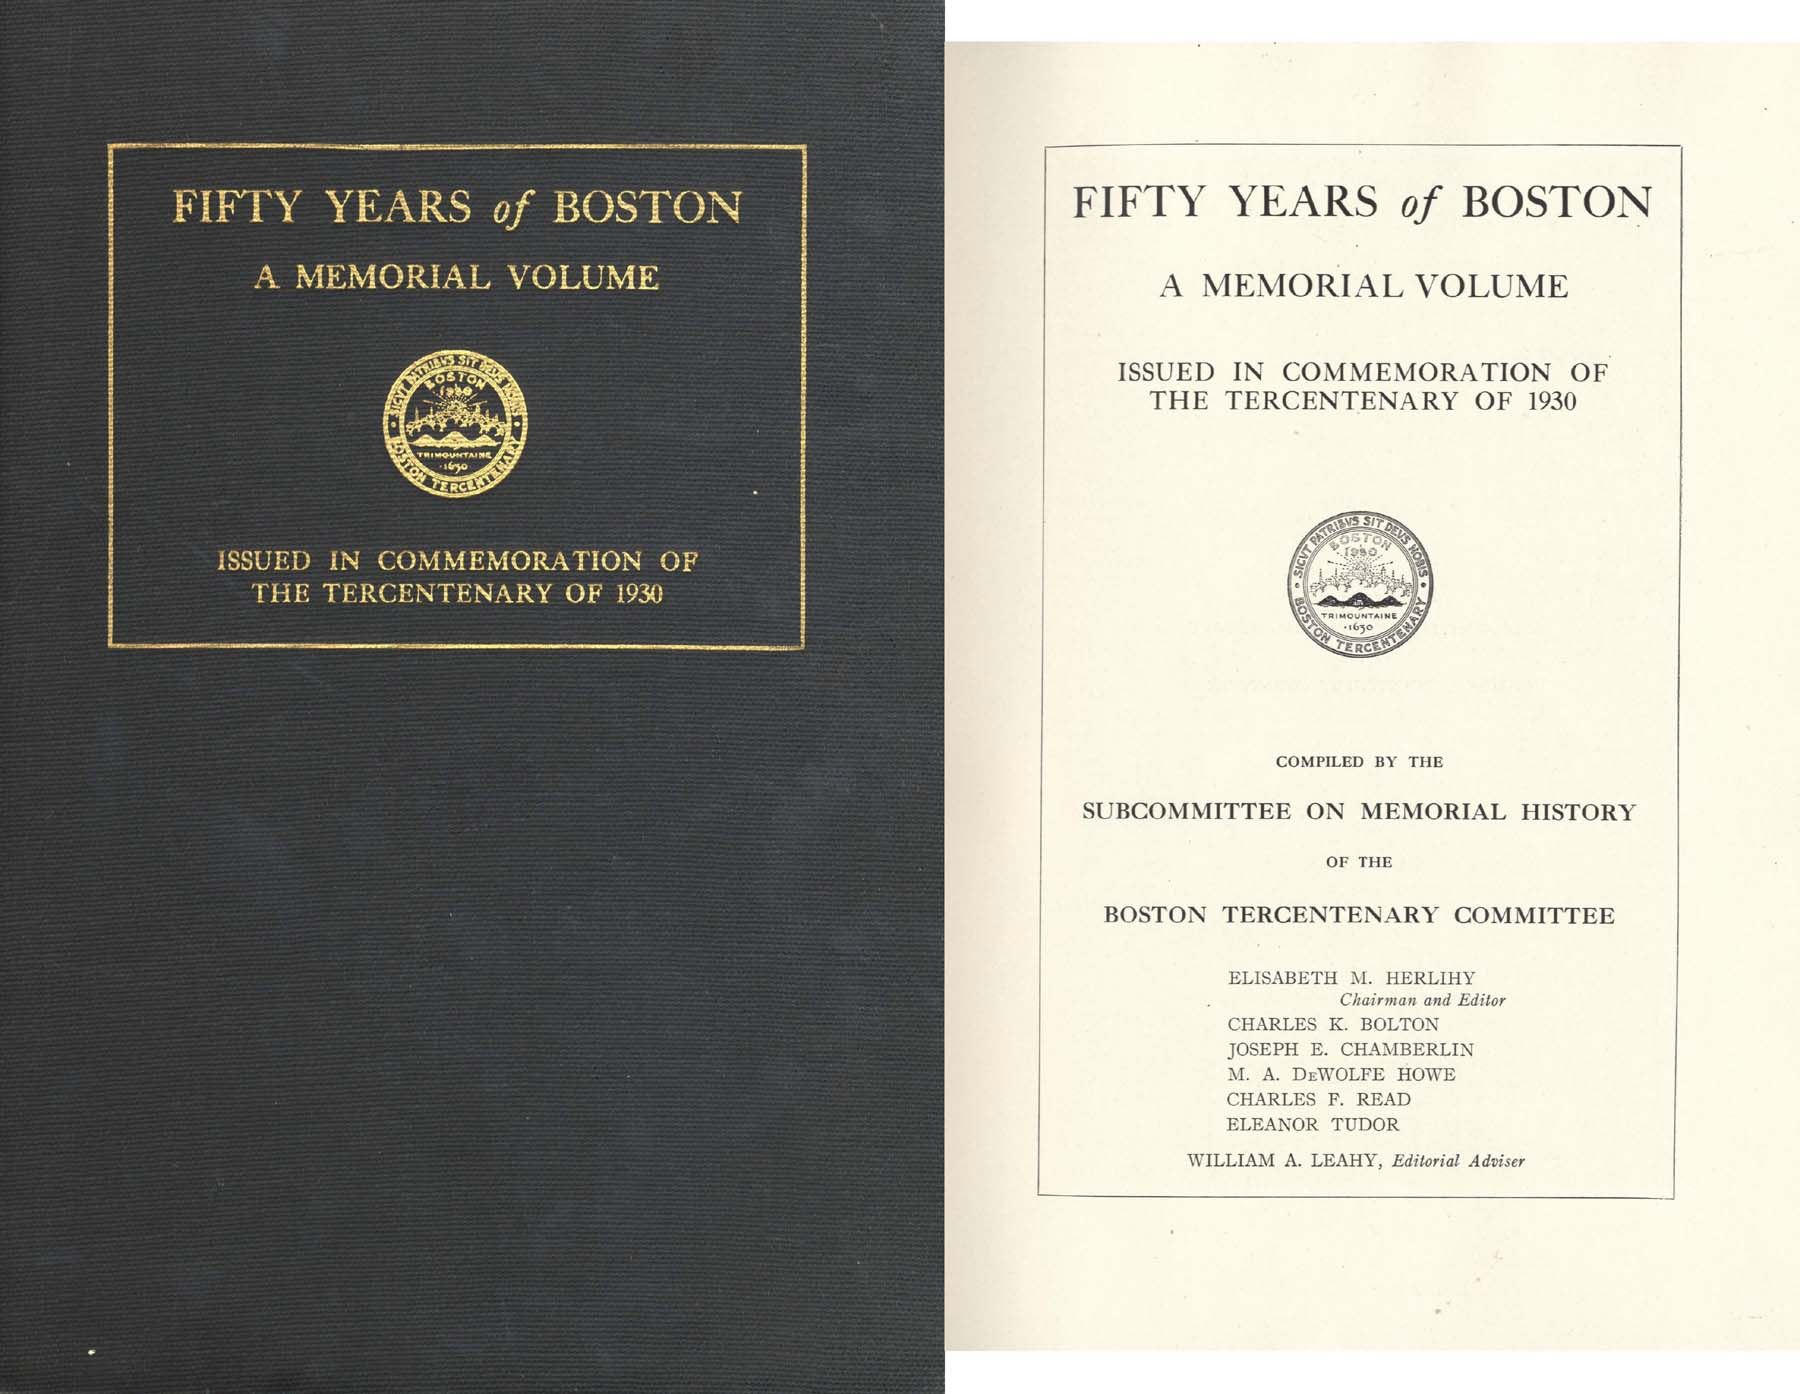 FIFTY YEARS of BOSTON
A MEMORIAL VOLUME
SICVT PATRIBVS SIT DEVS NOBIS
BOSTON
1930
TRIMOUNTAINE
·1630·
BOSTON TERCENTENARY
ISSUED IN COMMEMORATION OF
THE TERCENTENARY OF 1930
FIFTY YEARS of BOSTON
A MEMORIAL VOLUME
ISSUED IN COMMEMORATION OF
THE TERCENTENARY OF 1930
SICVT PATRIBVS SIT DEVS NOBIS
BOSTON
·1930·
TRIMOUNTAINE
·1630·
BOSTON TERCENTENARY
COMPILED BY THE
SUBCOMMITTEE ON MEMORIAL HISTORY
OF THE
BOSTON TERCENTENARY COMMITTEE
ELISABETH M. HERLIHY
Chairman and Editor
CHARLES K. BOLTON
JOSEPH E. CHAMBERLIN
M. A. DEWOLFE HOWE
CHARLES F. READ
ELEANOR TUDOR
WILLIAM A. LEAHY, Editorial Adviser